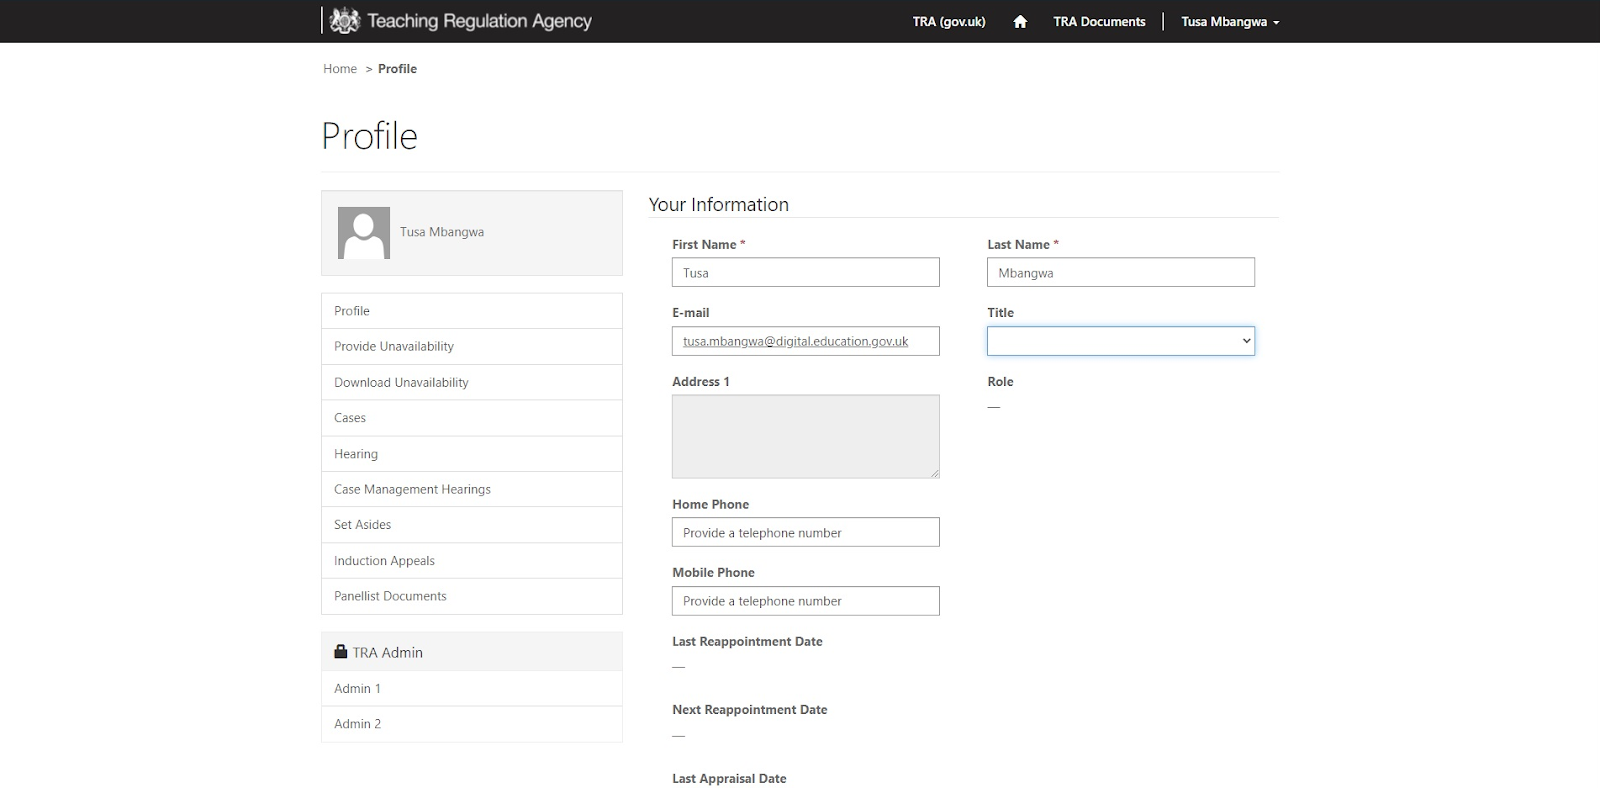 Teaching Regulation Agency
TRA (gov.uk)
TRA Documents
Tusa Mbangwa
Home > Profile
Profile
Tusa Mbangwa
Profile
Provide Unavailability
Download Unavailability
Cases
Hearing
Case Management Hearings
Set Asides
Induction Appeals
Panellist Documents
TRA Admin
Admin 1
Admin 2
Your Information
First Name *
Last Name *
Tusa
Mbangwa
E-mail
Title
tusa.mbangwa@digital.education.gov.uk
Address 1
Role
—
Home Phone
Provide a telephone number
Mobile Phone
Provide a telephone number
Last Reappointment Date
—
Next Reappointment Date
—
Last Appraisal Date